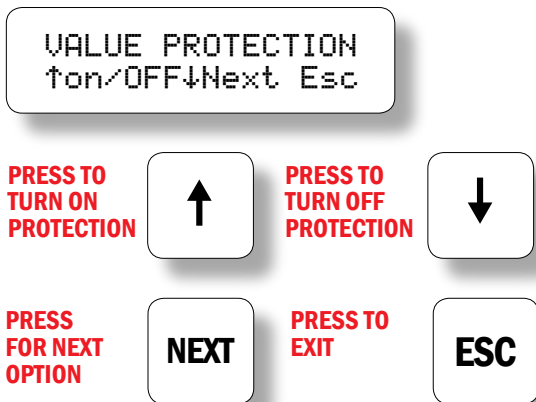 VALUE PROTECTION
↑on/OFF↓Next Esc
PRESS TO
TURN ON
PROTECTION
↑
PRESS TO
TURN OFF
PROTECTION
↓
PRESS
FOR NEXT
OPTION
NEXT
PRESS TO
EXIT
ESC